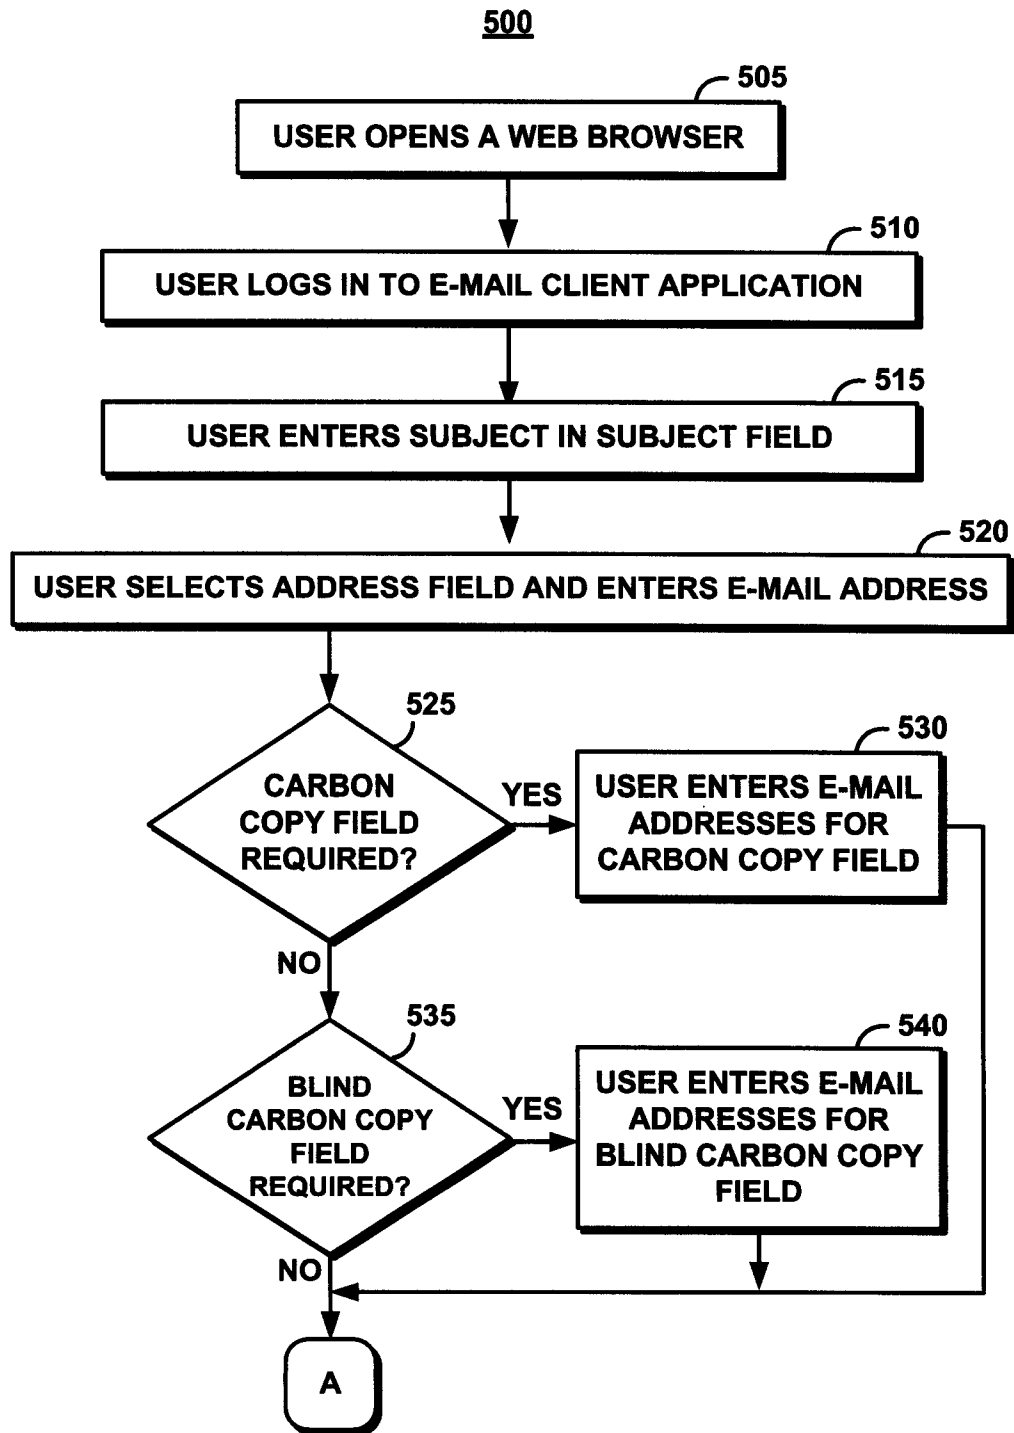 500
505
USER OPENS A WEB BROWSER
510
USER LOGS IN TO E-MAIL CLIENT APPLICATION
515
USER ENTERS SUBJECT IN SUBJECT FIELD
520
USER SELECTS ADDRESS FIELD AND ENTERS E-MAIL ADDRESS
525
CARBON
COPY FIELD
REQUIRED?
YES
530
USER ENTERS E-MAIL
ADDRESSES FOR
CARBON COPY FIELD
NO
535
BLIND
CARBON COPY
FIELD
REQUIRED?
YES
540
USER ENTERS E-MAIL
ADDRESSES FOR
BLIND CARBON COPY
FIELD
NO
A